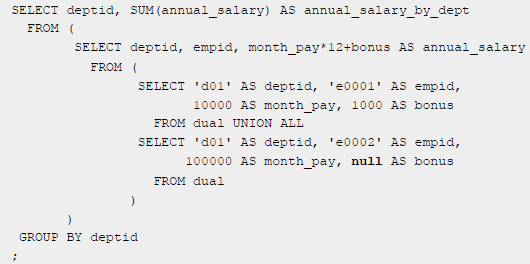 SELECT deptid, SUM(annual_salary) AS annual_salary_by_dept
FROM (
SELECT deptid, empid, month_pay*12+bonus AS annual_salary
FROM (
SELECT 'd01' AS deptid, 'e0001' AS empid,
10000 AS month_pay, 1000 AS bonus
FROM dual UNION ALL
SELECT 'd01' AS deptid, 'e0002' AS empid,
100000 AS month_pay, null AS bonus
FROM dual
)
)
GROUP BY deptid
;